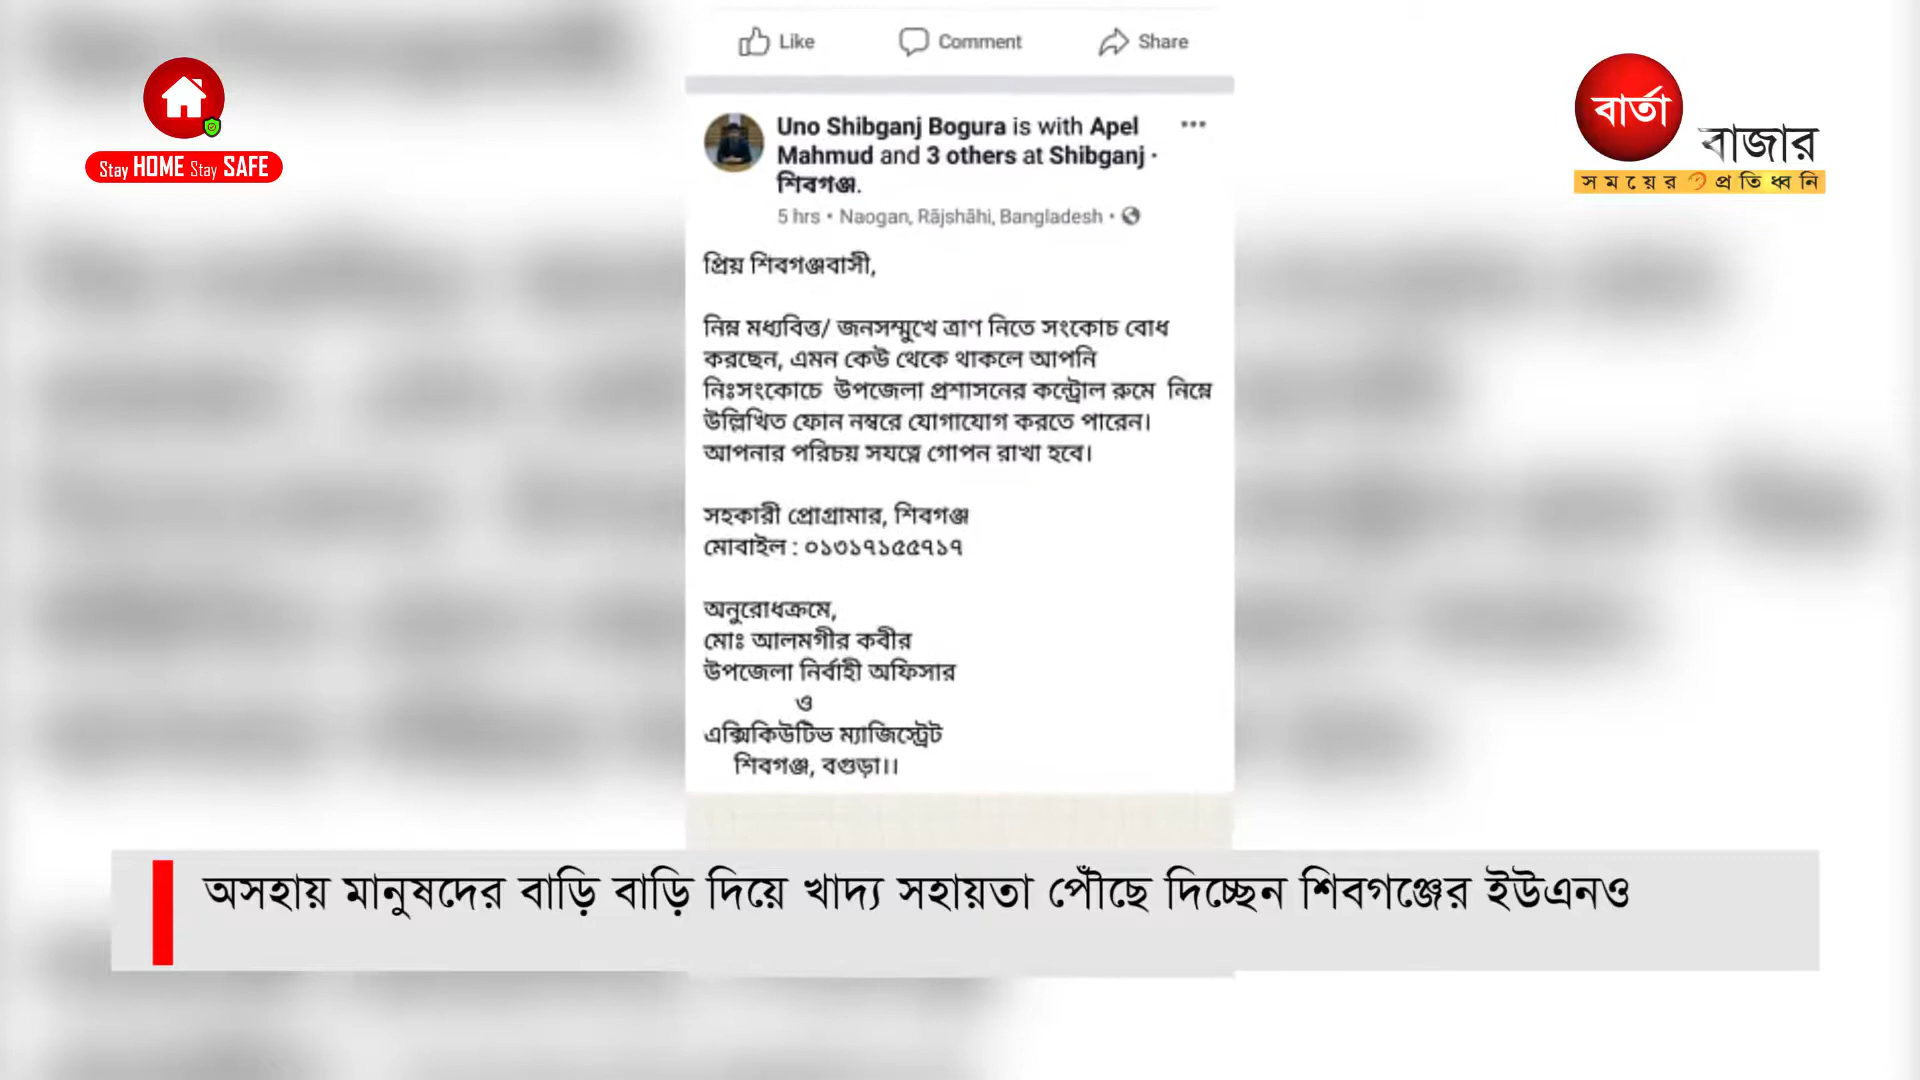 Like Comment Share
Stay HOME Stay SAFE
বার্তা
বাজার
সময়ের প্রতিধ্বনি
Uno Shibganj Bogura is with Apel
Mahmud and 3 others at Shibganj ·
শিবগঞ্জ.
5 hrs · Naogan, Rājshāhi, Bangladesh ·
প্রিয় শিবগঞ্জবাসী,
নিম্ন মধ্যবিত্ত/ জনসম্মুখে ত্রাণ নিতে সংকোচ বোধ
করছেন, এমন কেউ থেকে থাকলে আপনি
নিঃসংকোচে উপজেলা প্রশাসনের কন্ট্রোল রুমে নিম্নে
উল্লিখিত ফোন নম্বরে যোগাযোগ করতে পারেন।
আপনার পরিচয় সযত্নে গোপন রাখা হবে।
সহকারী প্রোগ্রামার, শিবগঞ্জ
মোবাইল : ০১৩১৭১৫৫৭১৭
অনুরোধক্রমে,
মোঃ আলমগীর কবীর
উপজেলা নির্বাহী অফিসার
ও
এক্সিকিউটিভ ম্যাজিস্ট্রেট
শিবগঞ্জ, বগুড়া।।
অসহায় মানুষদের বাড়ি বাড়ি দিয়ে খাদ্য সহায়তা পৌঁছে দিচ্ছেন শিবগঞ্জের ইউএনও